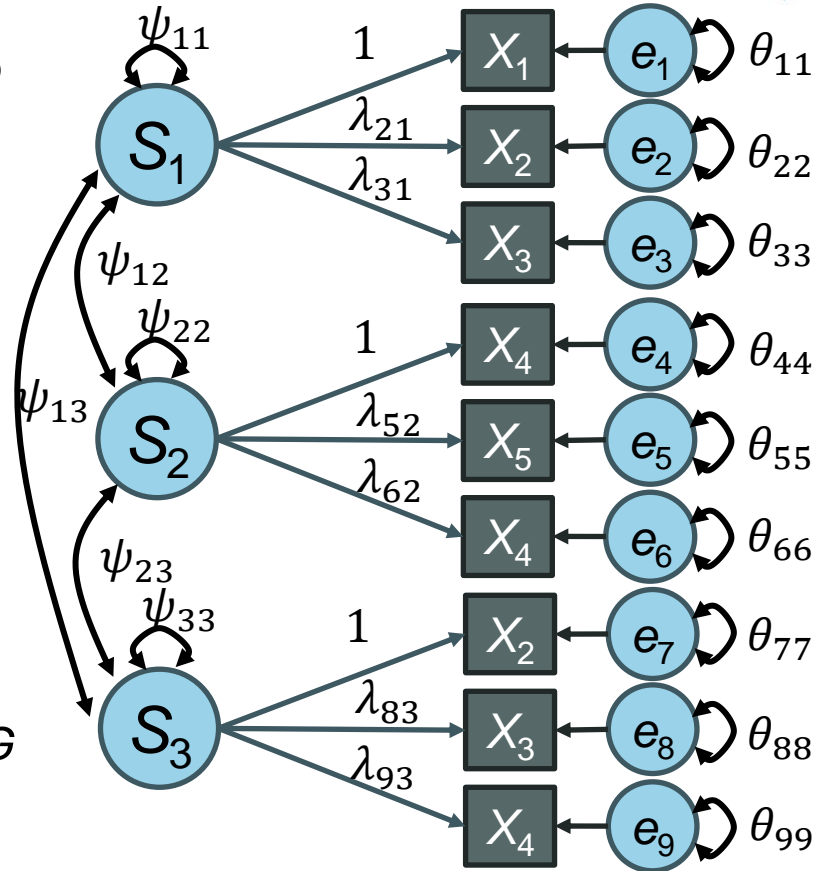 ψ₁₁
1 X₁ e₁ θ₁₁
S₁ λ₂₁ X₂ e₂ θ₂₂
λ₃₁ X₃ e₃ θ₃₃
ψ₁₂
ψ₂₂
1 X₄ e₄ θ₄₄
ψ₁₃ S₂ λ₅₂ X₅ e₅ θ₅₅
λ₆₂ X₄ e₆ θ₆₆
ψ₂₃
ψ₃₃
1 X₂ e₇ θ₇₇
G S₃ λ₈₃ X₃ e₈ θ₈₈
λ₉₃ X₄ e₉ θ₉₉